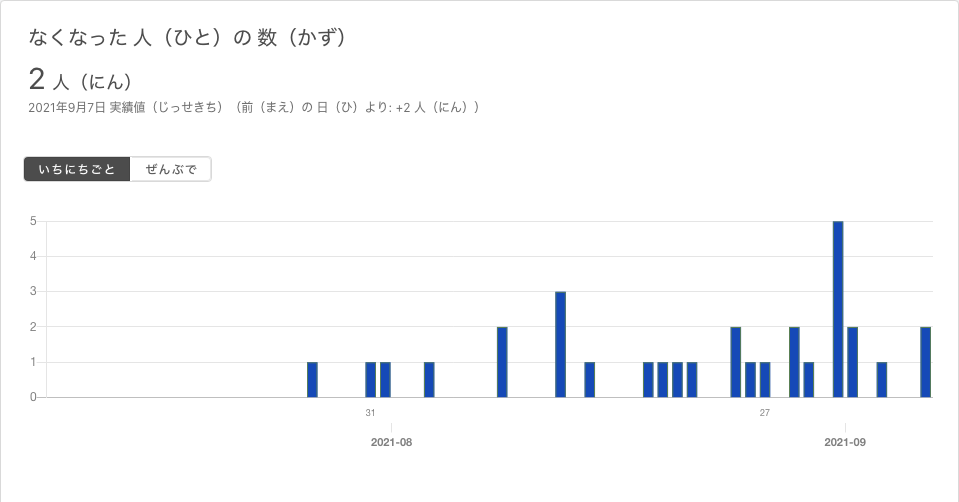 なくなった 人（ひと）の 数（かず）
2 人（にん）
2021年9月7日 実績値（じっせきち）（前（まえ）の 日（ひ）より: +2 人（にん））
いちにちごと ぜんぶで
5
4
3
2
1
0
31 27
2021-08 2021-09